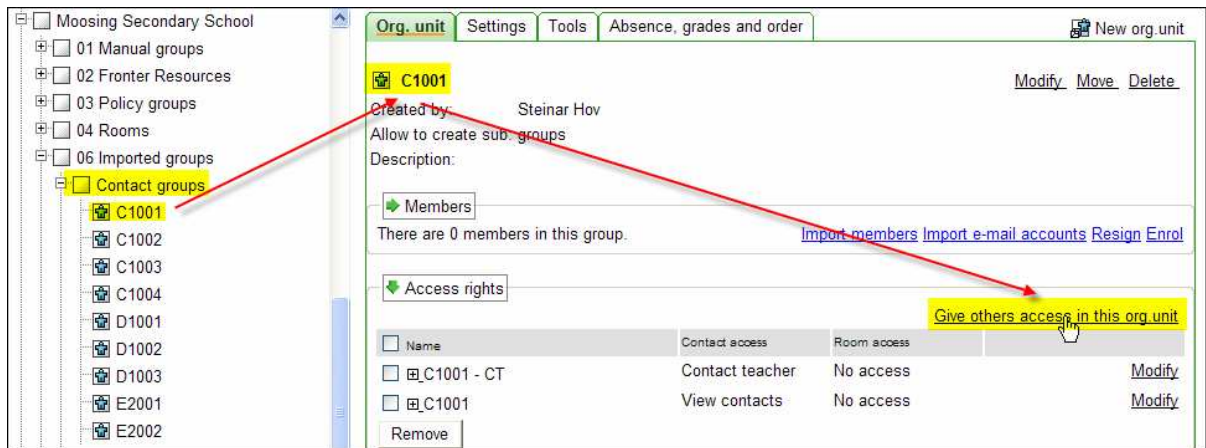 Moosing Secondary School
01 Manual groups
02 Fronter Resources
03 Policy groups
04 Rooms
06 Imported groups
Contact groups
C1001
C1002
C1003
C1004
D1001
D1002
D1003
E2001
E2002
Org. unit Settings Tools Absence, grades and order New org.unit
C1001 Modify Move Delete
Created by: Steinar Hov
Allow to create sub. groups
Description:
Members
There are 0 members in this group. Import members Import e-mail accounts Resign Enrol
Access rights
Give others access in this org.unit
Name Contact access Room access
C1001 - CT Contact teacher No access Modify
C1001 View contacts No access Modify
Remove